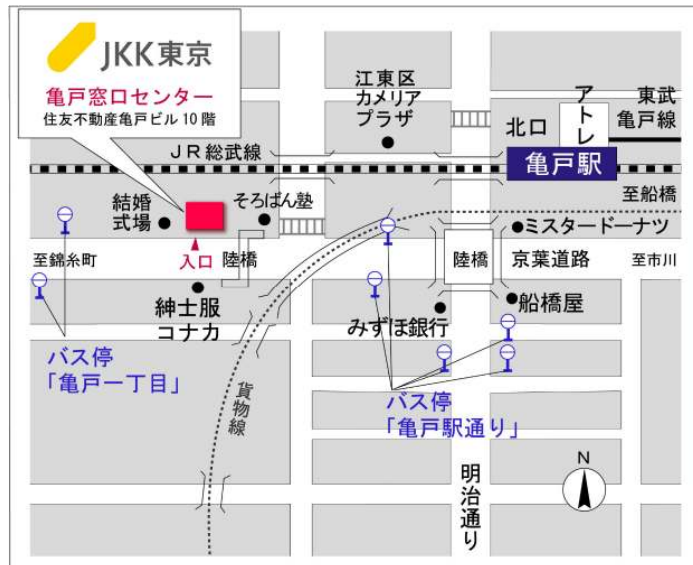 JKK東京
亀戸窓口センター
住友不動産亀戸ビル10階
江東区
カメリア
プラザ
北口
アトレ
東武
亀戸線
JR総武線
亀戸駅
至船橋
結婚
式場
そろばん塾
ミスタードーナツ
至錦糸町
入口
陸橋
陸橋
京葉道路
至市川
紳士服
コナカ
みずほ銀行
船橋屋
バス停
「亀戸一丁目」
貨物線
バス停
「亀戸駅通り」
明治通り
N